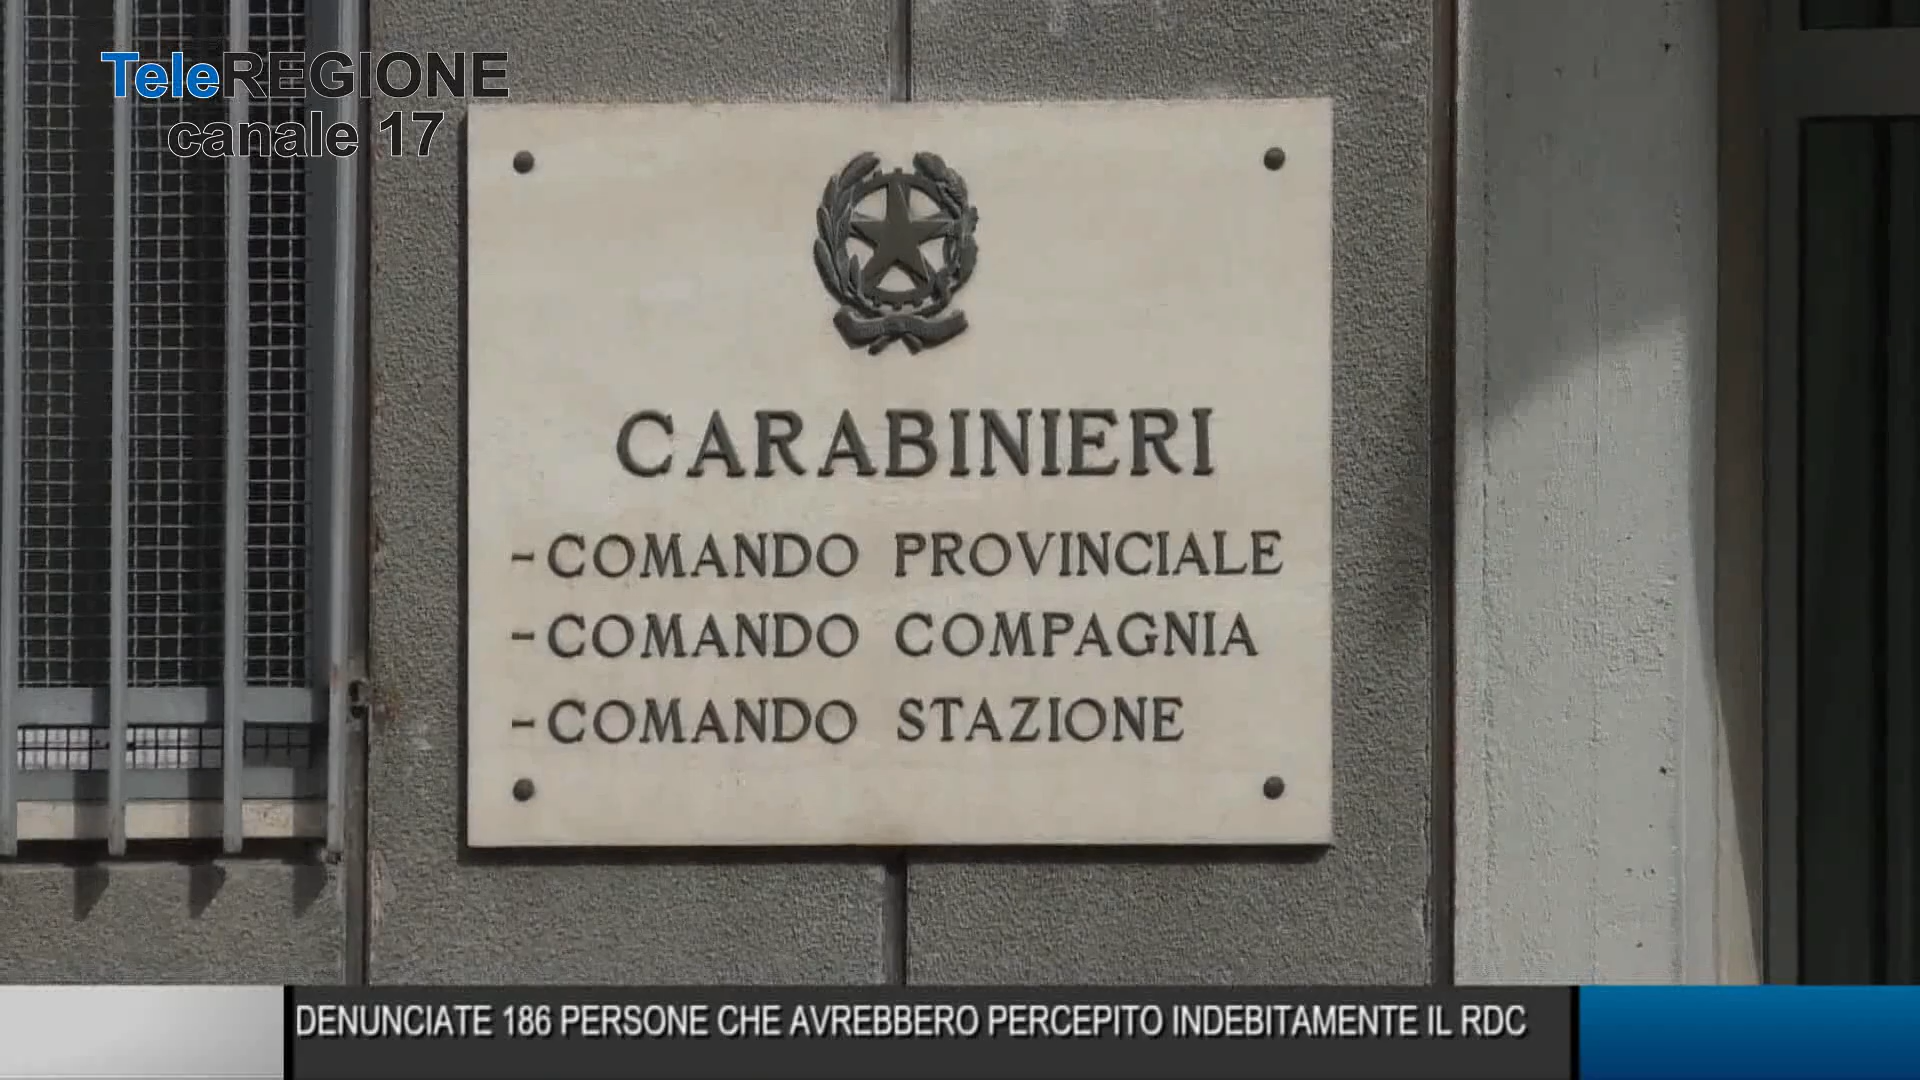 TeleREGIONE
canale 17
CARABINIERI
-COMANDO PROVINCIALE
-COMANDO COMPAGNIA
-COMANDO STAZIONE
DENUNCIATE 186 PERSONE CHE AVREBBERO PERCEPITO INDEBITAMENTE IL RDC